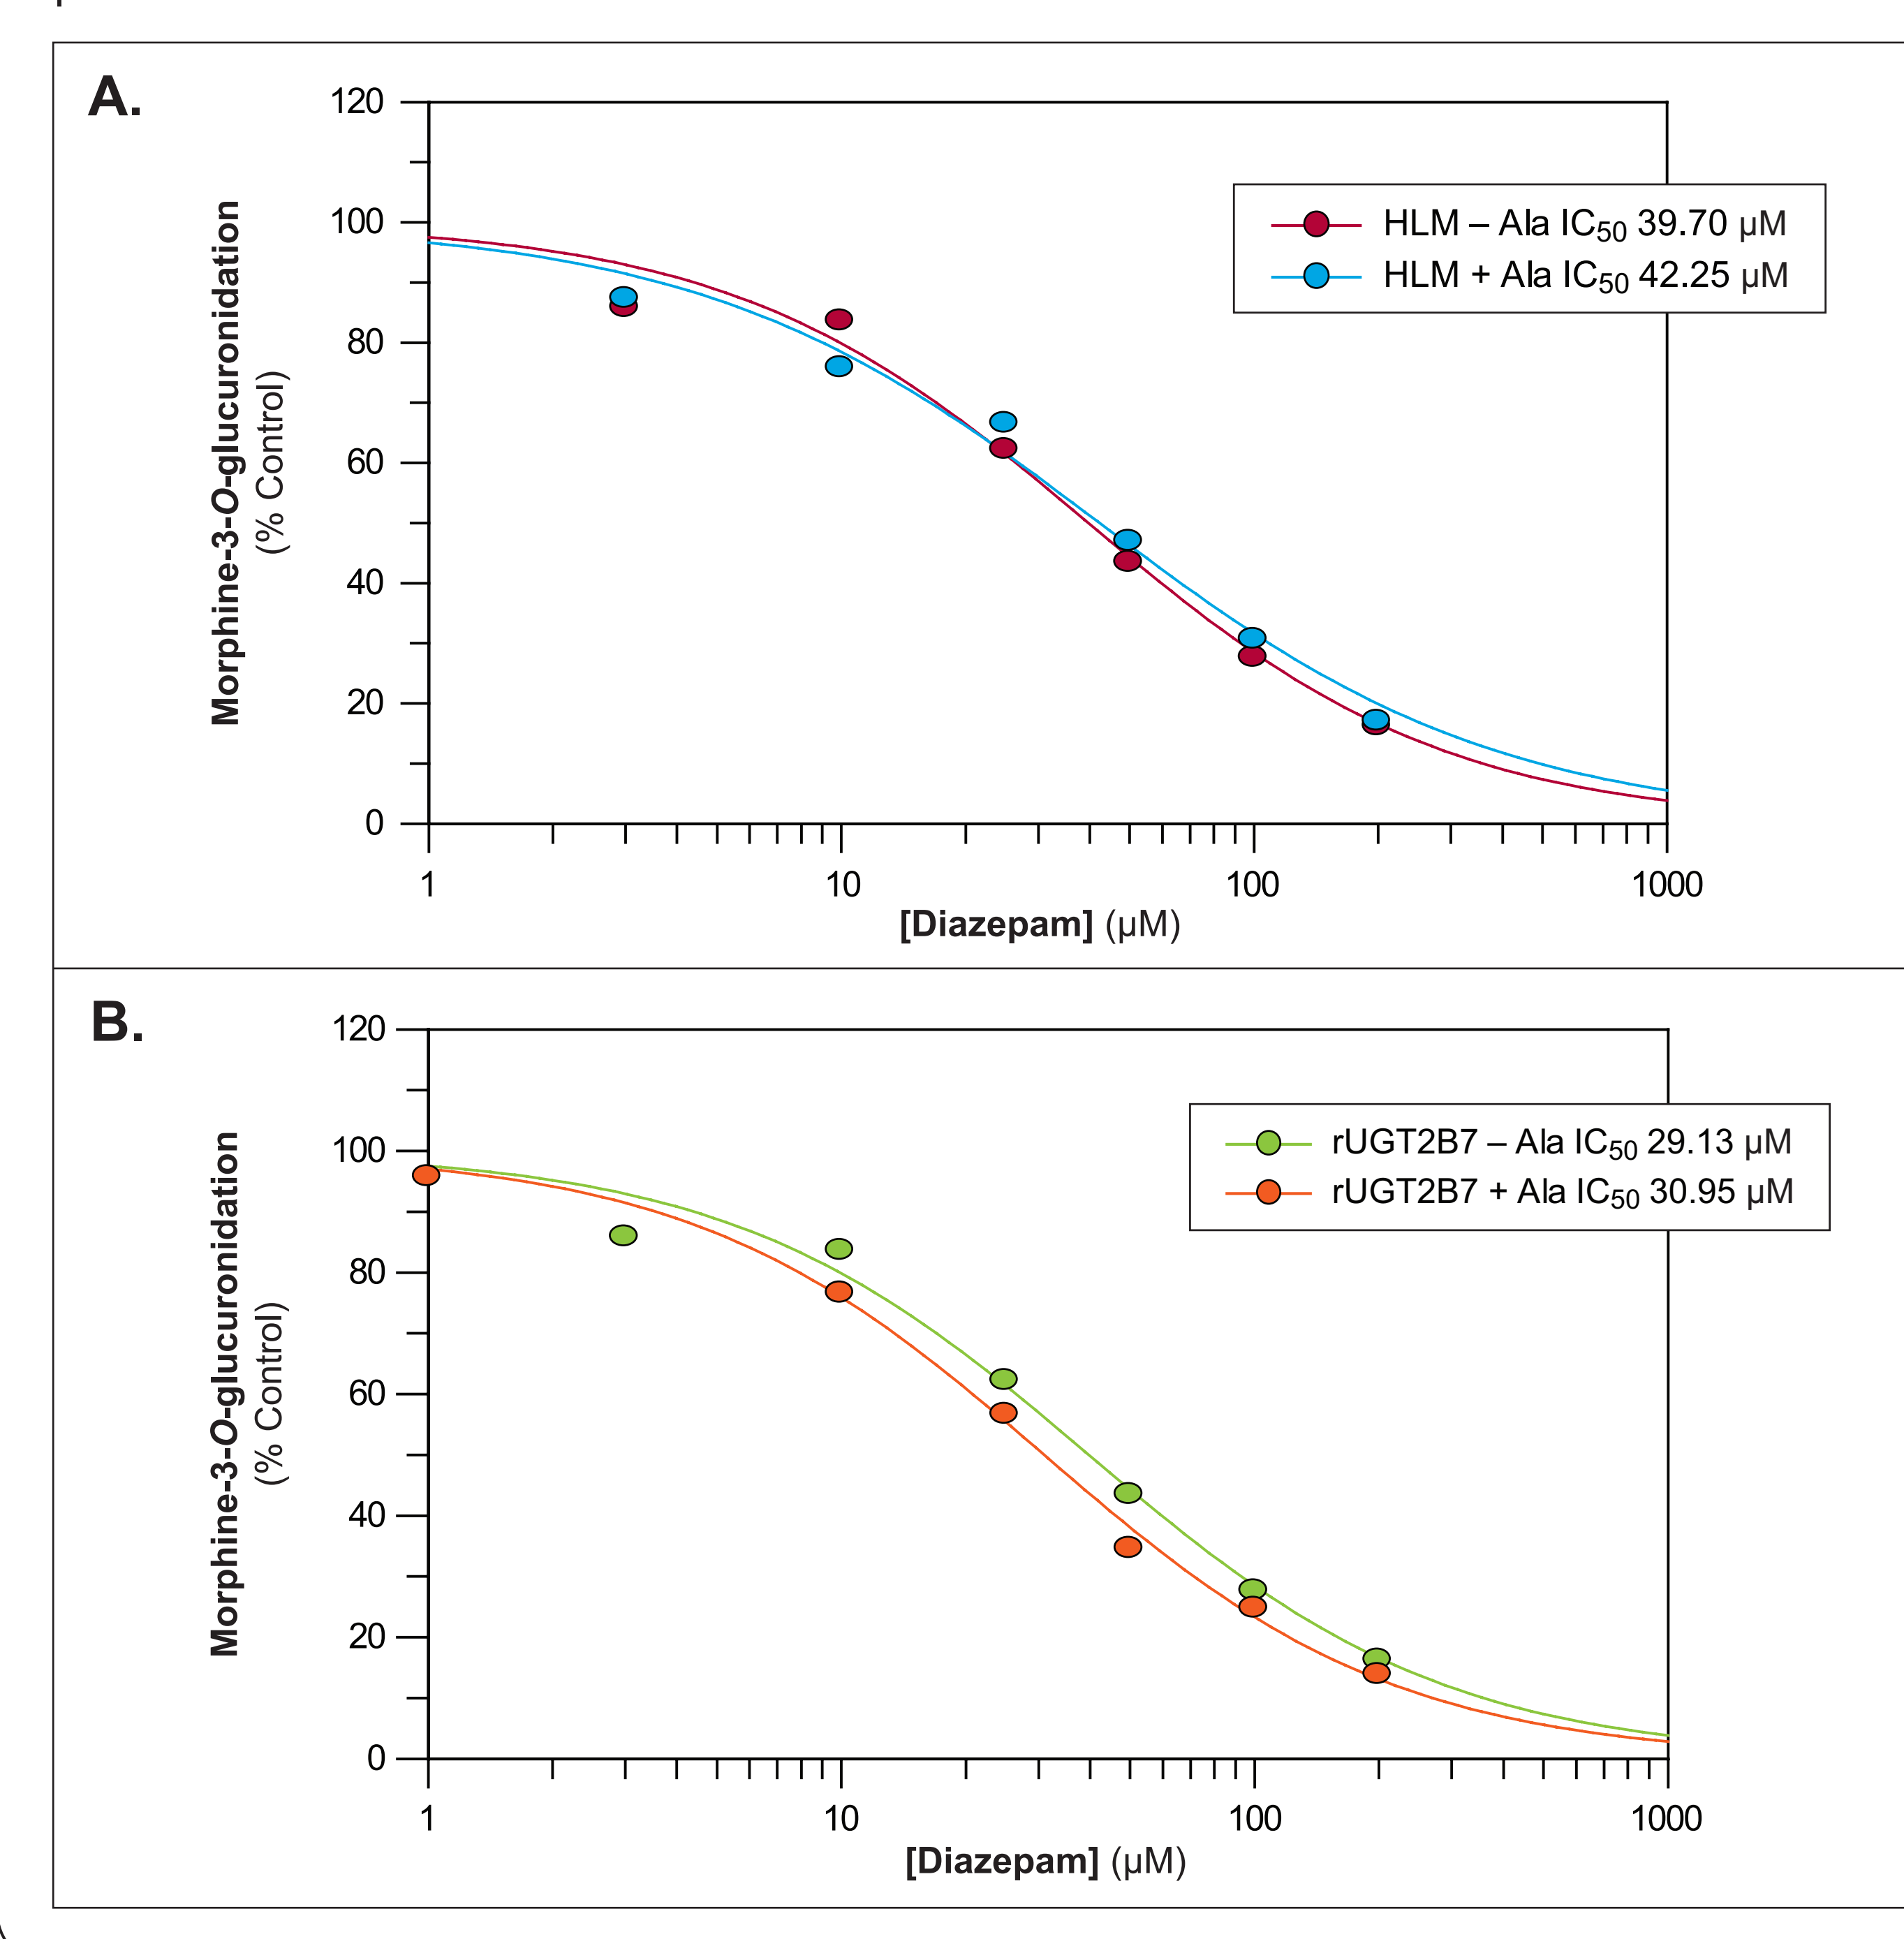 A.
120
100
80
60
40
20
0
Morphine-3-O-glucuronidation
(% Control)
HLM – Ala IC50 39.70 µM
HLM + Ala IC50 42.25 µM
1 10 100 1000
[Diazepam] (µM)
B.
120
100
80
60
40
20
0
Morphine-3-O-glucuronidation
(% Control)
rUGT2B7 – Ala IC50 29.13 µM
rUGT2B7 + Ala IC50 30.95 µM
1 10 100 1000
[Diazepam] (µM)